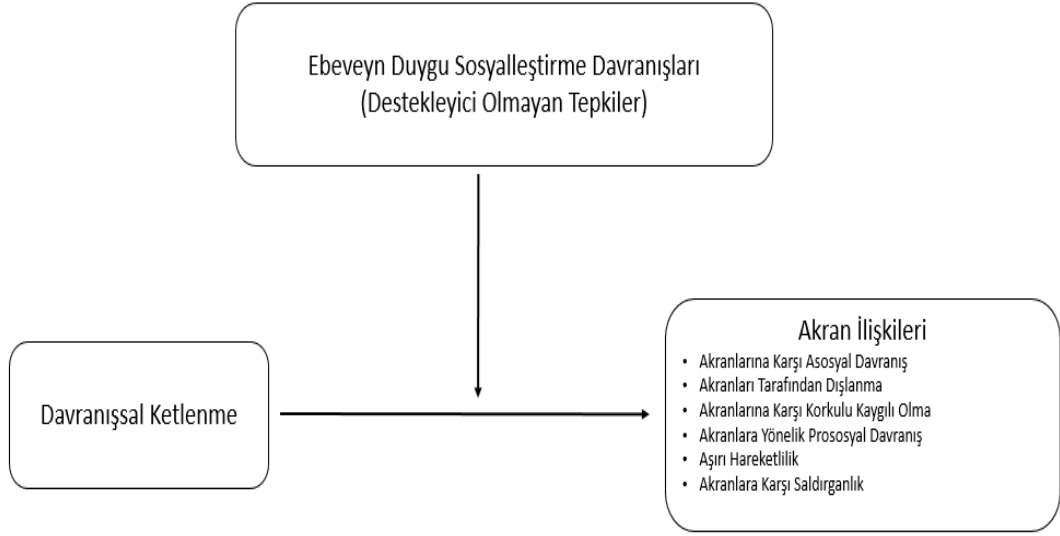 Ebeveyn Duygu Sosyalleştirme Davranışları
(Destekleyici Olmayan Tepkiler)
Davranışsal Ketlenme
Akran İlişkileri
• Akranlarına Karşı Asosyal Davranış
• Akranları Tarafından Dışlanma
• Akranlarına Karşı Korkulu Kaygılı Olma
• Akranlara Yönelik Prososyal Davranış
• Aşırı Hareketlilik
• Akranlara Karşı Saldırganlık